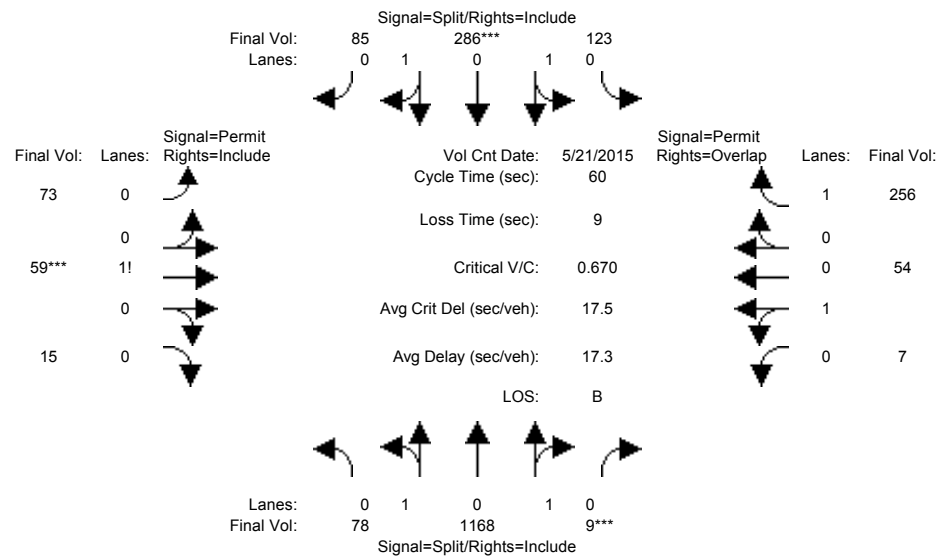 Signal=Split/Rights=Include
Final Vol: 85 286*** 123
Lanes: 0 1 0 1 0
Signal=Permit Signal=Permit
Final Vol: Lanes: Rights=Include Vol Cnt Date: 5/21/2015 Rights=Overlap Lanes: Final Vol:
Cycle Time (sec): 60
73 0 1 256
Loss Time (sec): 9
0 0
59*** 1! Critical V/C: 0.670 0 54
0 Avg Crit Del (sec/veh): 17.5 1
15 0 Avg Delay (sec/veh): 17.3 0 7
LOS: B
Lanes: 0 1 0 1 0
Final Vol: 78 1168 9***
Signal=Split/Rights=Include